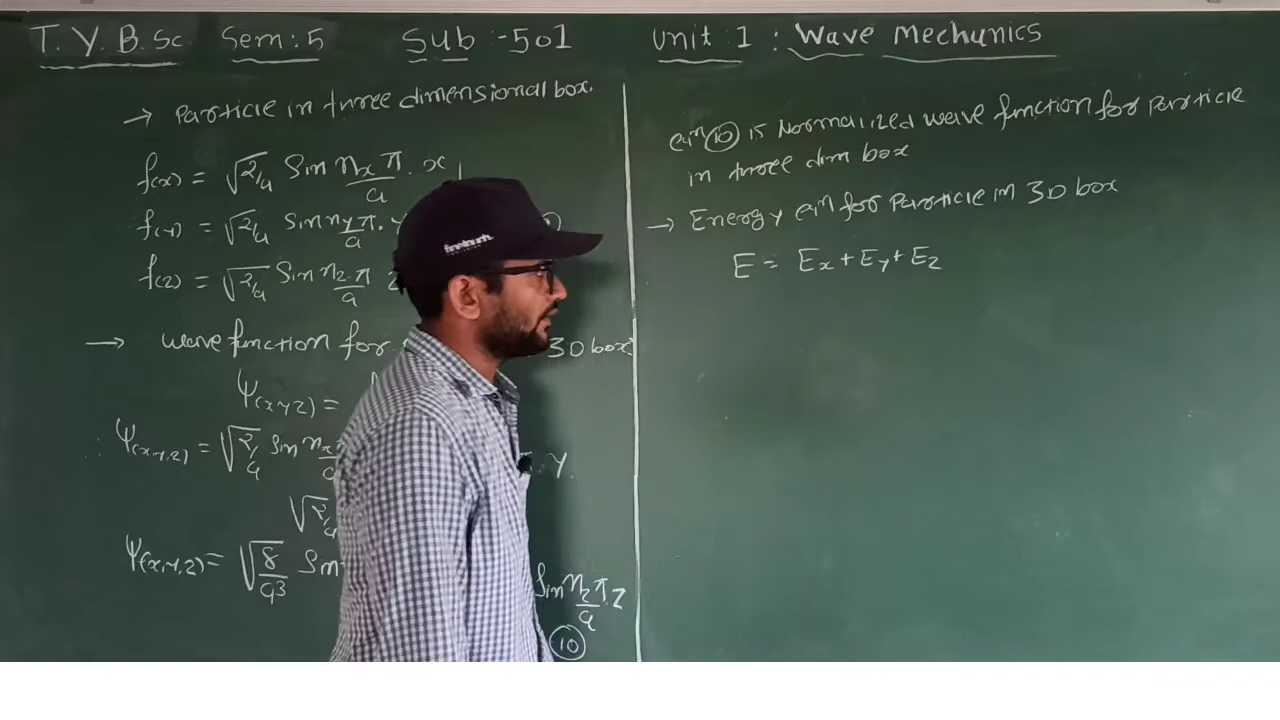 T.Y.B.Sc Sem:5 Sub:-501 Unit 1: Wave Mechanics
→ Particle in three dimensional box.
f(x) = √2/a Sin nxπ/a . x
f(y) = √2/a Sin nyπ/a .
f(z) = √2/a Sin nz.π/a z
→ wave function for 3D box.
Ψ(xyz) =
∴ Ψ(x,y,z) = √2/a Sin . y
√2/a
Ψ(x,y,z) = √8/a³ Sin Sin nzπ/a . z
10
eqn 10 is Normalized wave function for particle
in three dim box
→ Energy eqn for Particle in 3D box
E = Ex + Ey + Ez